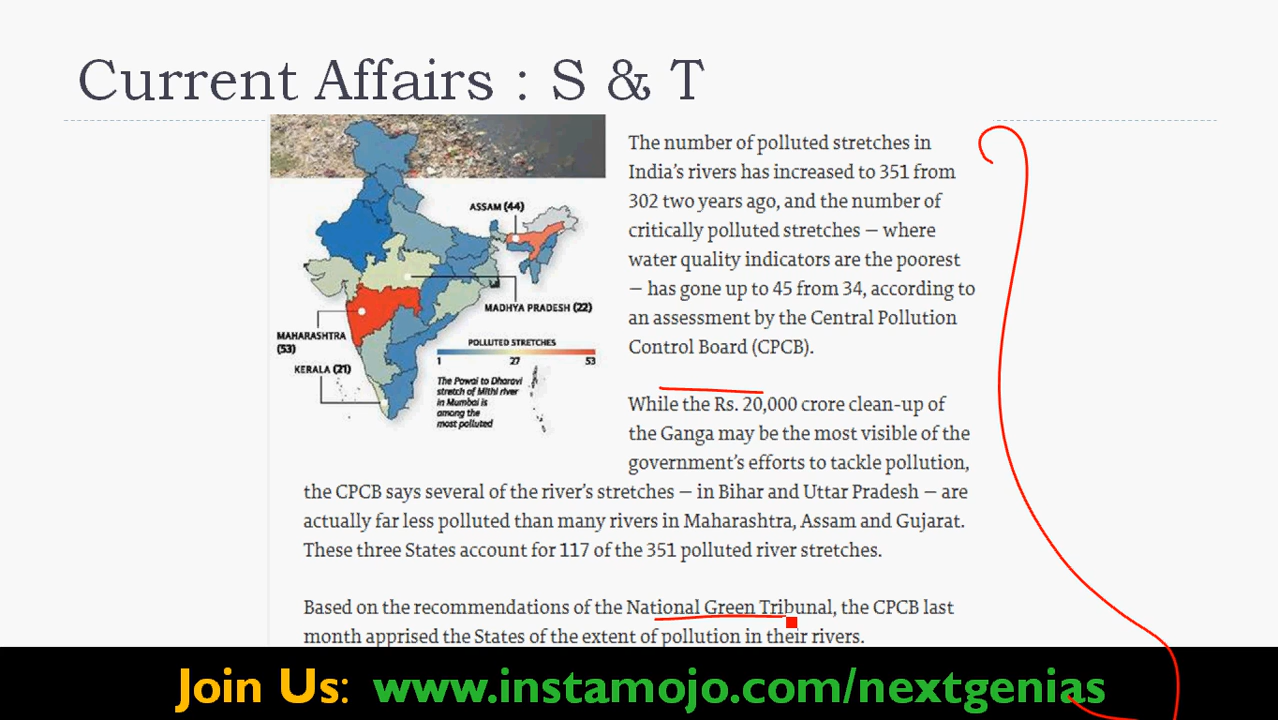 Current Affairs : S & T
ASSAM (44)
MADHYA PRADESH (22)
MAHARASHTRA
(53)
KERALA (21)
POLLUTED STRETCHES
1 27 53
The Powai to Dharavi
stretch of Mithi river
in Mumbai is
among the
most polluted
The number of polluted stretches in
India’s rivers has increased to 351 from
302 two years ago, and the number of
critically polluted stretches — where
water quality indicators are the poorest
— has gone up to 45 from 34, according to
an assessment by the Central Pollution
Control Board (CPCB).
While the Rs. 20,000 crore clean-up of
the Ganga may be the most visible of the
government’s efforts to tackle pollution,
the CPCB says several of the river’s stretches — in Bihar and Uttar Pradesh — are
actually far less polluted than many rivers in Maharashtra, Assam and Gujarat.
These three States account for 117 of the 351 polluted river stretches.
Based on the recommendations of the National Green Tribunal, the CPCB last
month apprised the States of the extent of pollution in their rivers.
Join Us: www.instamojo.com/nextgenias